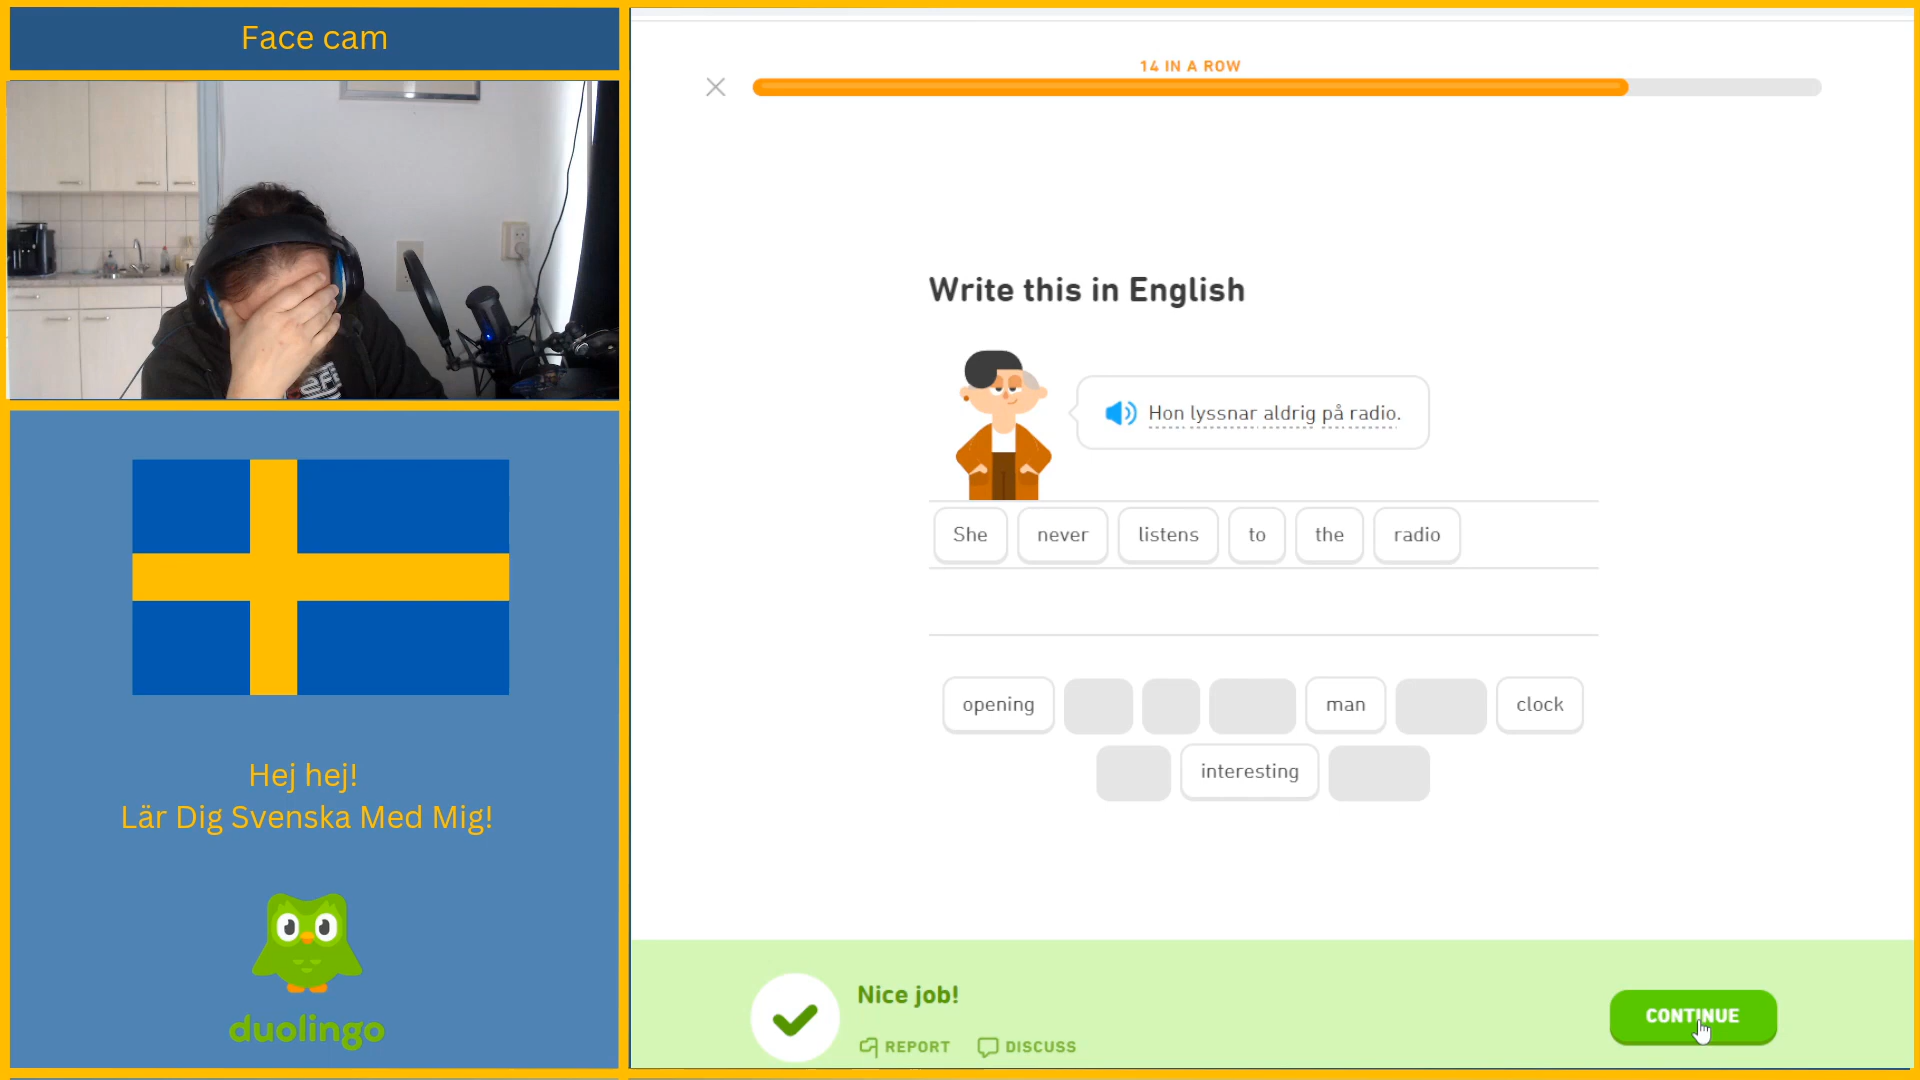 Face cam
Hej hej!
Lär Dig Svenska Med Mig!
duolingo
14 IN A ROW
Write this in English
Hon lyssnar aldrig på radio.
She never listens to the radio
opening man clock
interesting
Nice job!
REPORT DISCUSS
CONTINUE